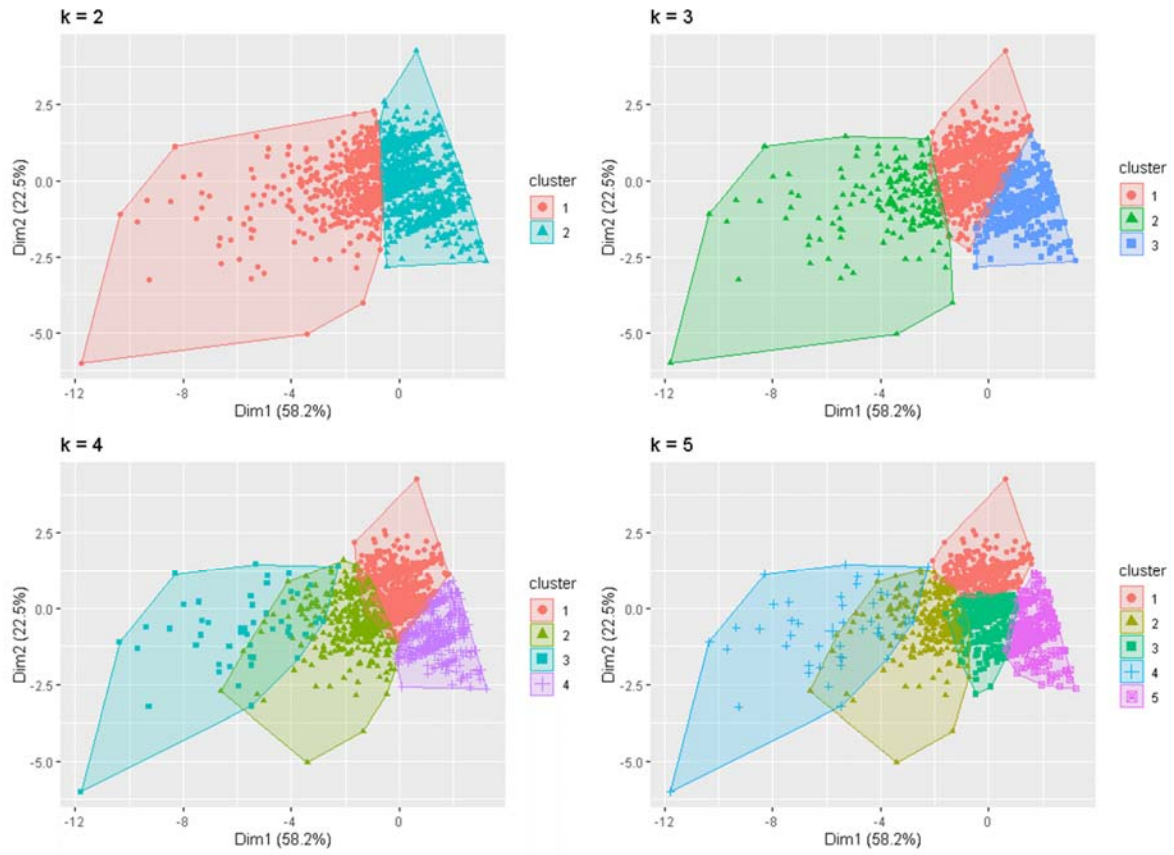 k = 2
2.5
0.0
-2.5
-5.0
Dim2 (22.5%)
-12 -8 -4 0
Dim1 (58.2%)
cluster
1
2
k = 3
2.5
0.0
-2.5
-5.0
Dim2 (22.5%)
-12 -8 -4 0
Dim1 (58.2%)
cluster
1
2
3
k = 4
2.5
0.0
-2.5
-5.0
Dim2 (22.5%)
-12 -8 -4 0
Dim1 (58.2%)
cluster
1
2
3
4
k = 5
2.5
0.0
-2.5
-5.0
Dim2 (22.5%)
-12 -8 -4 0
Dim1 (58.2%)
cluster
1
2
3
4
5